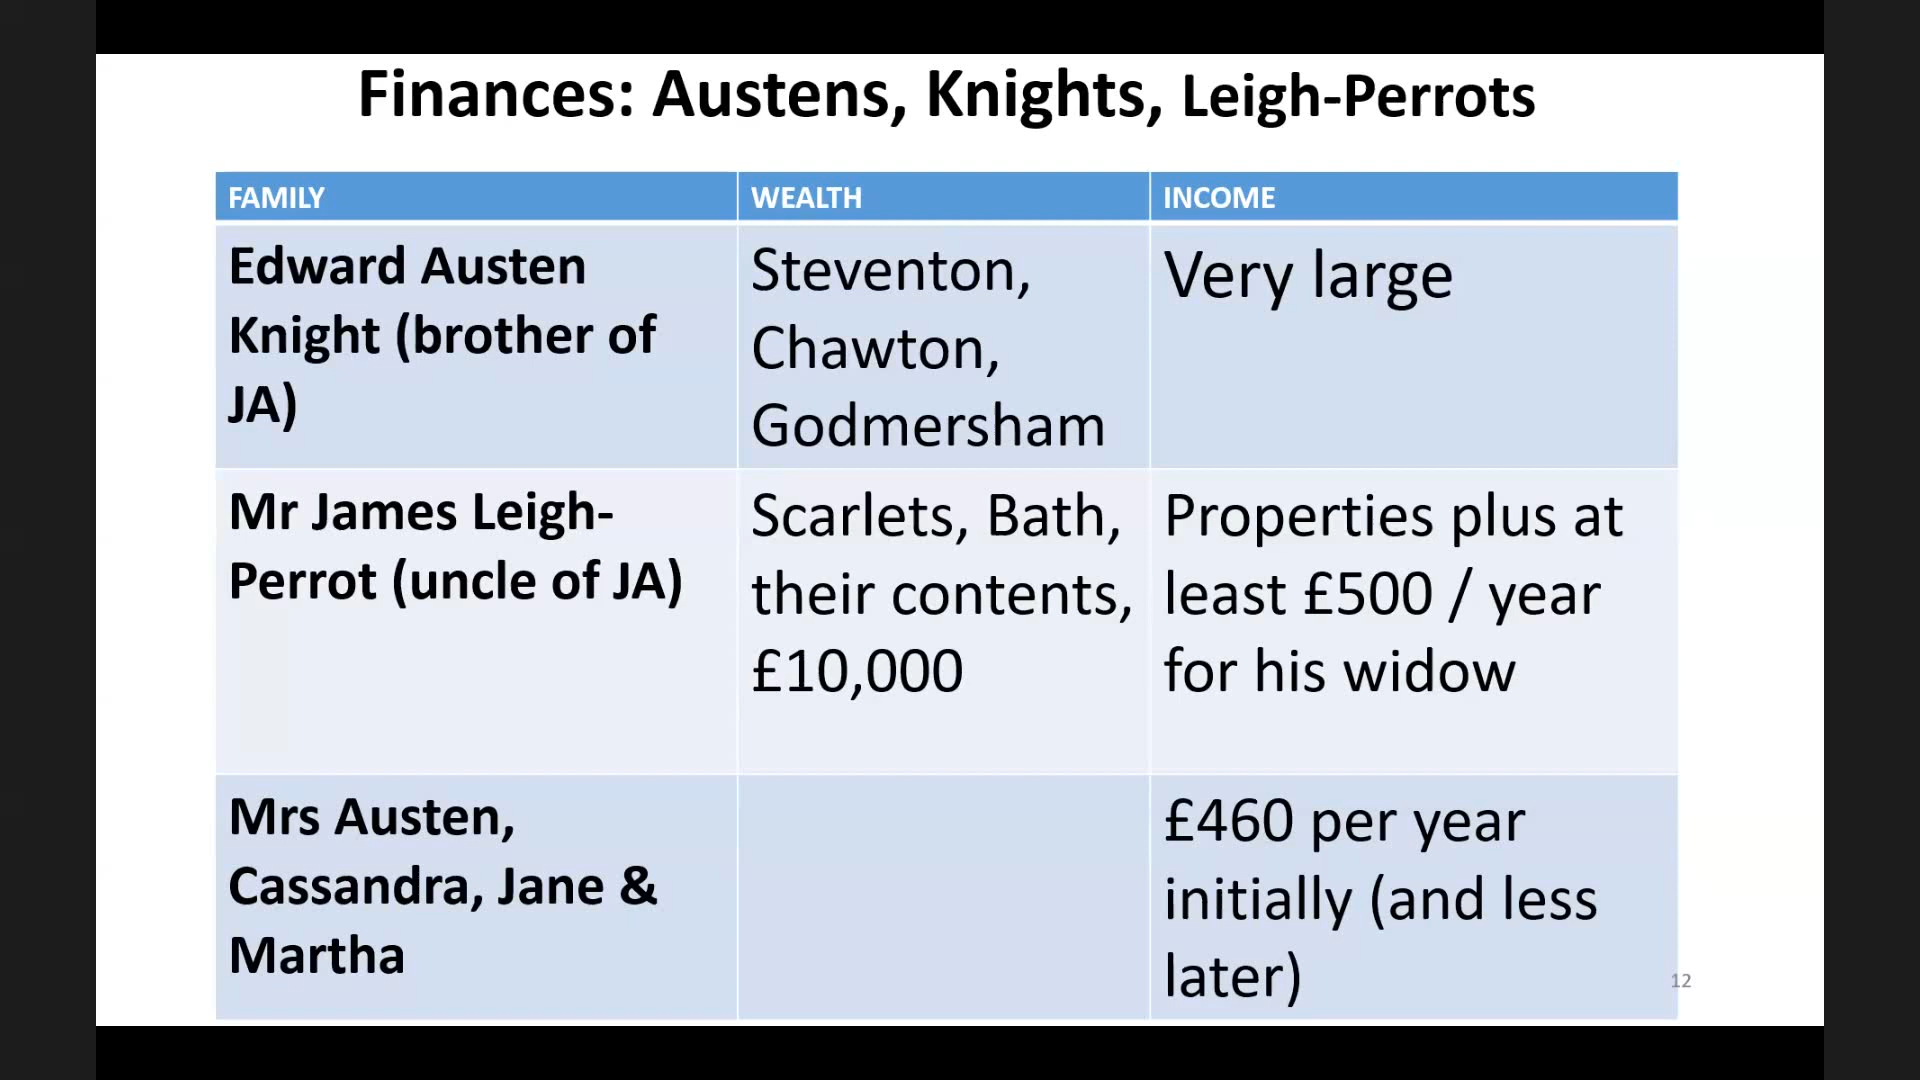 Finances: Austens, Knights, Leigh-Perrots
FAMILY
WEALTH
INCOME
Edward Austen
Knight (brother of
JA)
Steventon,
Chawton,
Godmersham
Very large
Mr James Leigh-
Perrot (uncle of JA)
Scarlets, Bath,
their contents,
£10,000
Properties plus at
least £500 / year
for his widow
Mrs Austen,
Cassandra, Jane &
Martha
£460 per year
initially (and less
later)
12